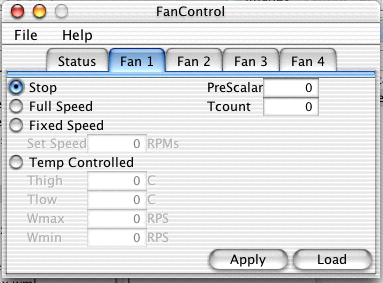 FanControl
File Help
Status Fan 1 Fan 2 Fan 3 Fan 4
Stop PreScalar 0
Full Speed Tcount 0
Fixed Speed
Set Speed 0 RPMs
Temp Controlled
Thigh 0 C
Tlow 0 C
Wmax 0 RPS
Wmin 0 RPS
Apply Load